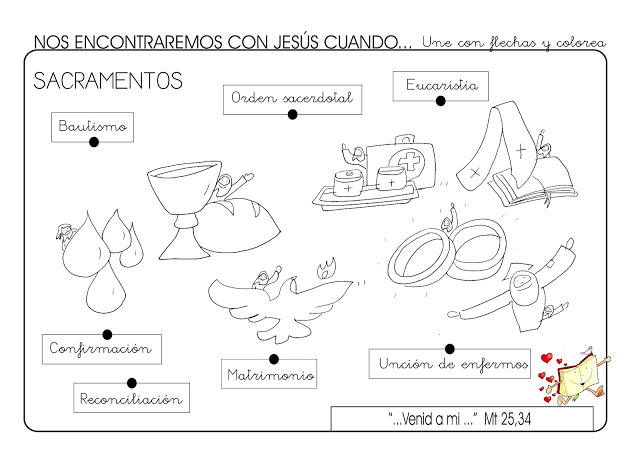 NOS ENCONTRAREMOS CON JESÚS CUANDO... Une con flechas y colorea
SACRAMENTOS
Eucaristía
Orden sacerdotal
Bautismo
Confirmación
Matrimonio
Unción de enfermos
Reconciliación
"...Venid a mi ..." Mt 25,34